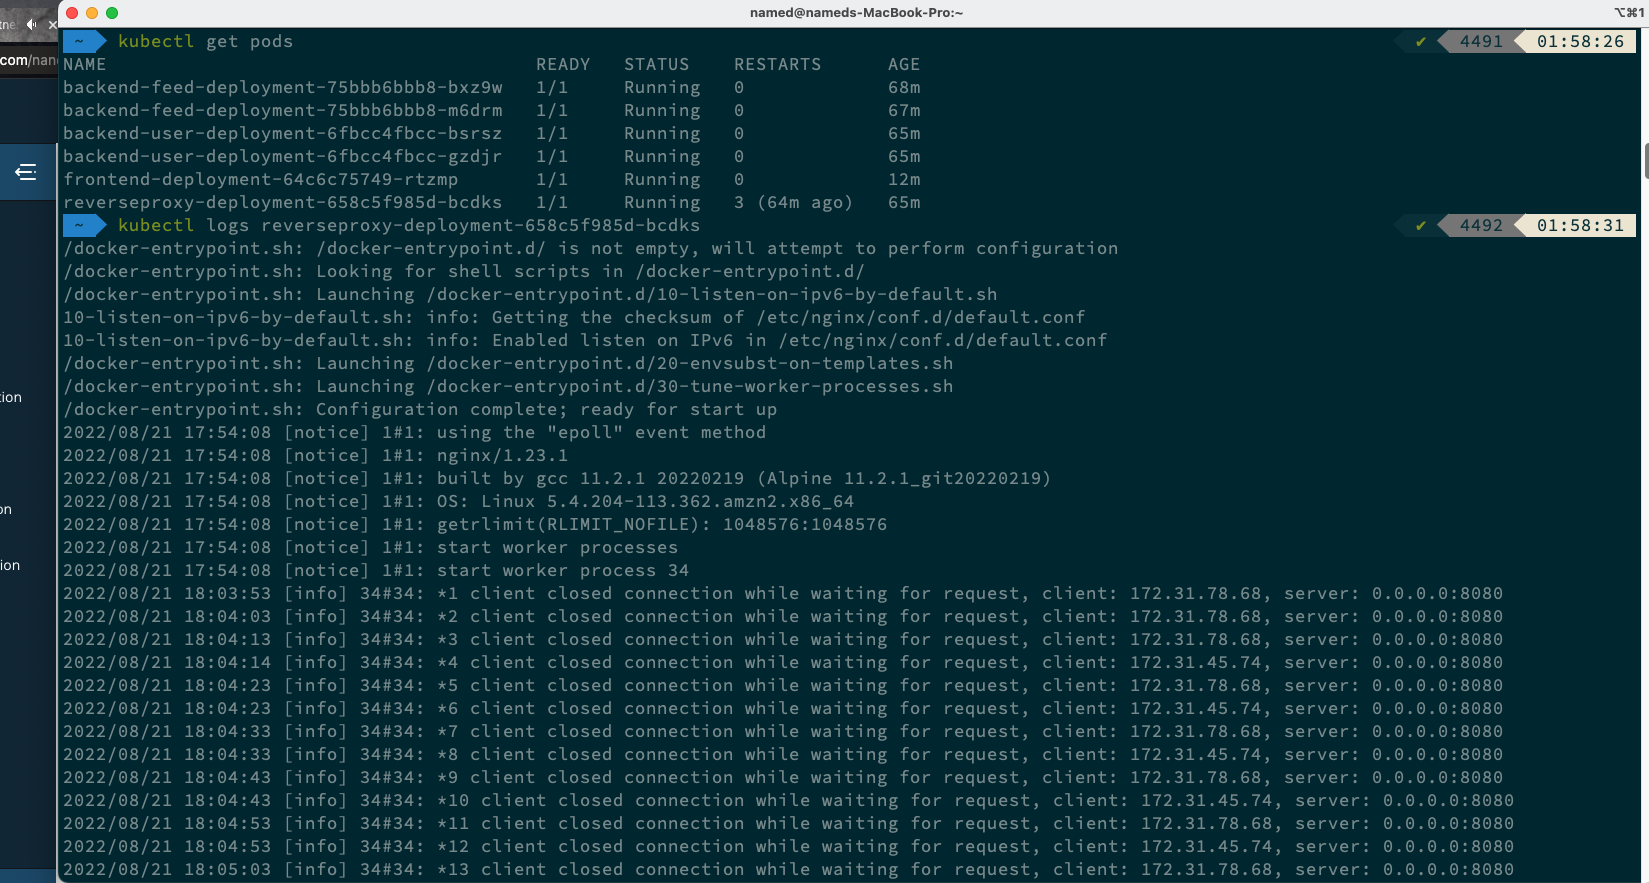 named@nameds-MacBook-Pro:~
⌥⌘1
tne
com/nan
~ kubectl get pods ✔ 4491 01:58:26
NAME READY STATUS RESTARTS AGE
backend-feed-deployment-75bbb6bbb8-bxz9w 1/1 Running 0 68m
backend-feed-deployment-75bbb6bbb8-m6drm 1/1 Running 0 67m
backend-user-deployment-6fbcc4fbcc-bsrsz 1/1 Running 0 65m
backend-user-deployment-6fbcc4fbcc-gzdjr 1/1 Running 0 65m
frontend-deployment-64c6c75749-rtzmp 1/1 Running 0 12m
reverseproxy-deployment-658c5f985d-bcdks 1/1 Running 3 (64m ago) 65m
~ kubectl logs reverseproxy-deployment-658c5f985d-bcdks ✔ 4492 01:58:31
/docker-entrypoint.sh: /docker-entrypoint.d/ is not empty, will attempt to perform configuration
/docker-entrypoint.sh: Looking for shell scripts in /docker-entrypoint.d/
/docker-entrypoint.sh: Launching /docker-entrypoint.d/10-listen-on-ipv6-by-default.sh
10-listen-on-ipv6-by-default.sh: info: Getting the checksum of /etc/nginx/conf.d/default.conf
10-listen-on-ipv6-by-default.sh: info: Enabled listen on IPv6 in /etc/nginx/conf.d/default.conf
/docker-entrypoint.sh: Launching /docker-entrypoint.d/20-envsubst-on-templates.sh
/docker-entrypoint.sh: Launching /docker-entrypoint.d/30-tune-worker-processes.sh
/docker-entrypoint.sh: Configuration complete; ready for start up
2022/08/21 17:54:08 [notice] 1#1: using the "epoll" event method
2022/08/21 17:54:08 [notice] 1#1: nginx/1.23.1
2022/08/21 17:54:08 [notice] 1#1: built by gcc 11.2.1 20220219 (Alpine 11.2.1_git20220219)
2022/08/21 17:54:08 [notice] 1#1: OS: Linux 5.4.204-113.362.amzn2.x86_64
2022/08/21 17:54:08 [notice] 1#1: getrlimit(RLIMIT_NOFILE): 1048576:1048576
2022/08/21 17:54:08 [notice] 1#1: start worker processes
2022/08/21 17:54:08 [notice] 1#1: start worker process 34
2022/08/21 18:03:53 [info] 34#34: *1 client closed connection while waiting for request, client: 172.31.78.68, server: 0.0.0.0:8080
2022/08/21 18:04:03 [info] 34#34: *2 client closed connection while waiting for request, client: 172.31.78.68, server: 0.0.0.0:8080
2022/08/21 18:04:13 [info] 34#34: *3 client closed connection while waiting for request, client: 172.31.78.68, server: 0.0.0.0:8080
2022/08/21 18:04:14 [info] 34#34: *4 client closed connection while waiting for request, client: 172.31.45.74, server: 0.0.0.0:8080
2022/08/21 18:04:23 [info] 34#34: *5 client closed connection while waiting for request, client: 172.31.78.68, server: 0.0.0.0:8080
2022/08/21 18:04:23 [info] 34#34: *6 client closed connection while waiting for request, client: 172.31.45.74, server: 0.0.0.0:8080
2022/08/21 18:04:33 [info] 34#34: *7 client closed connection while waiting for request, client: 172.31.78.68, server: 0.0.0.0:8080
2022/08/21 18:04:33 [info] 34#34: *8 client closed connection while waiting for request, client: 172.31.45.74, server: 0.0.0.0:8080
2022/08/21 18:04:43 [info] 34#34: *9 client closed connection while waiting for request, client: 172.31.78.68, server: 0.0.0.0:8080
2022/08/21 18:04:43 [info] 34#34: *10 client closed connection while waiting for request, client: 172.31.45.74, server: 0.0.0.0:8080
2022/08/21 18:04:53 [info] 34#34: *11 client closed connection while waiting for request, client: 172.31.78.68, server: 0.0.0.0:8080
2022/08/21 18:04:53 [info] 34#34: *12 client closed connection while waiting for request, client: 172.31.45.74, server: 0.0.0.0:8080
2022/08/21 18:05:03 [info] 34#34: *13 client closed connection while waiting for request, client: 172.31.78.68, server: 0.0.0.0:8080
tion
on
ion